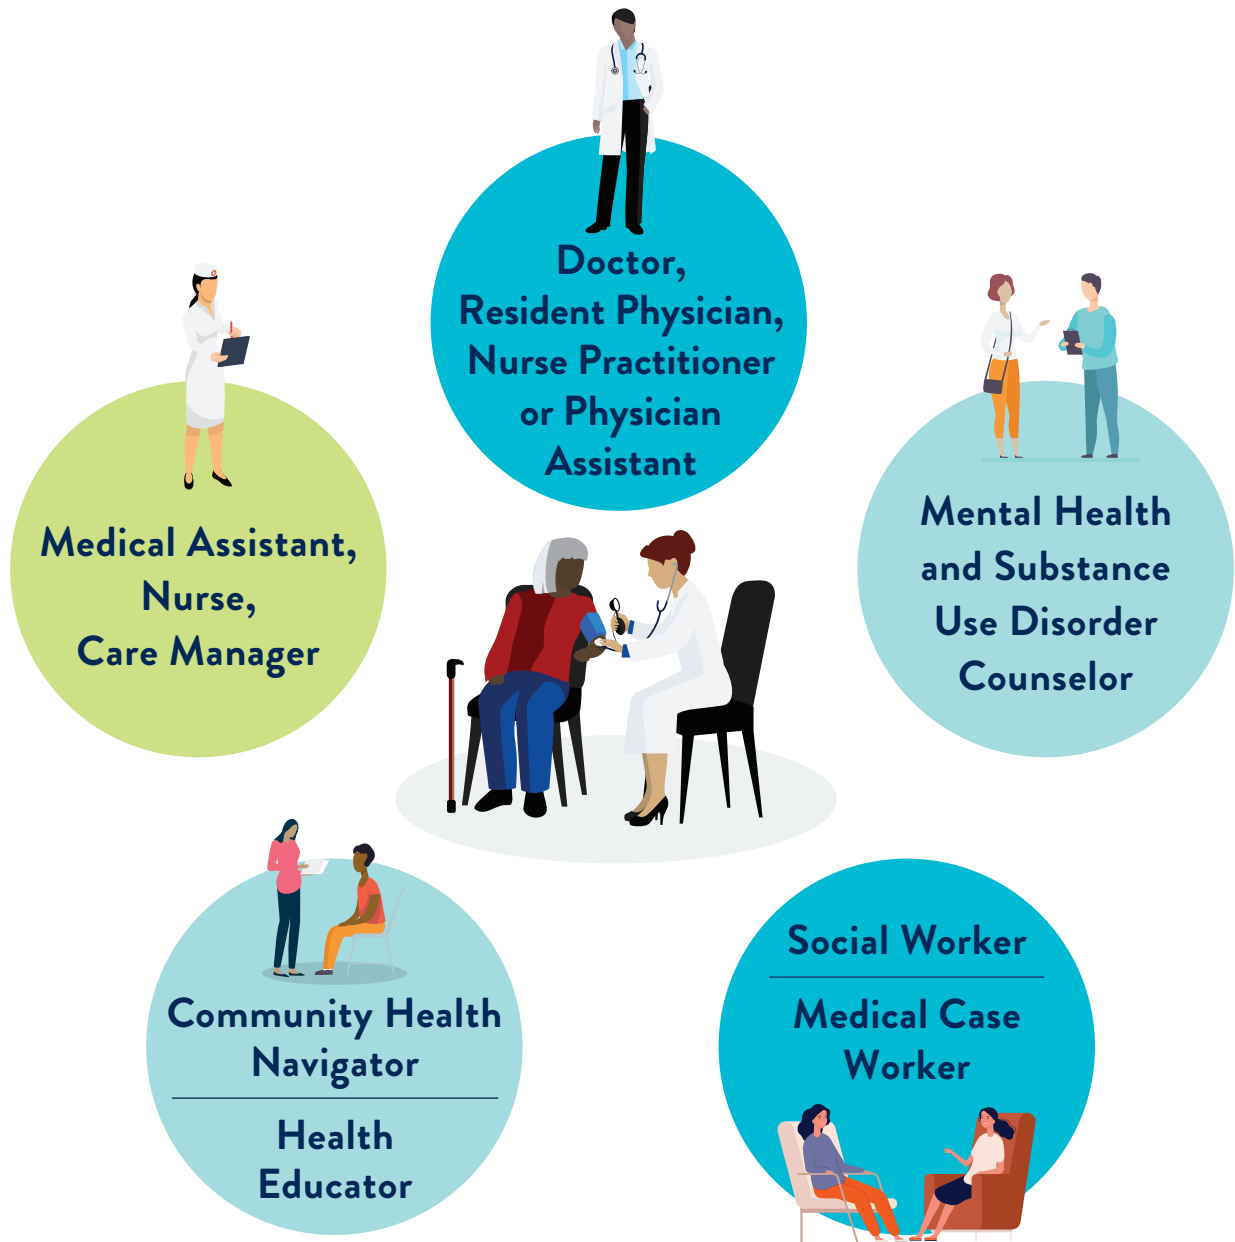 Doctor,
Resident Physician,
Nurse Practitioner
or Physician
Assistant
Medical Assistant,
Nurse,
Care Manager
Mental Health
and Substance
Use Disorder
Counselor
Community Health
Navigator
Health
Educator
Social Worker
Medical Case
Worker